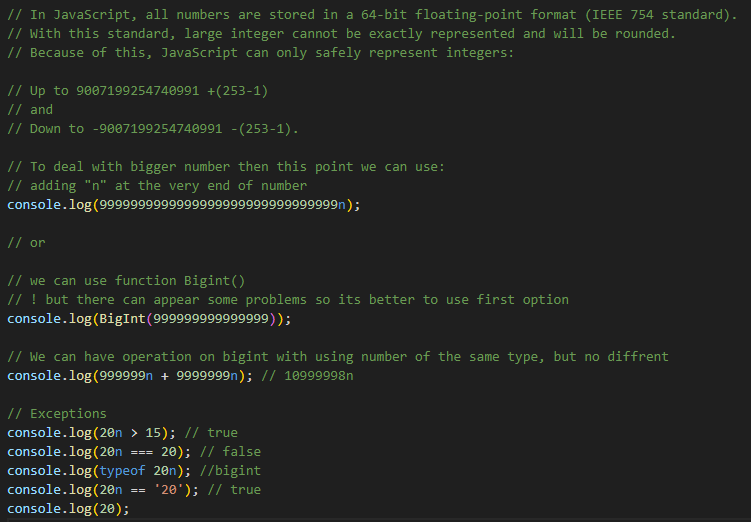 // In JavaScript, all numbers are stored in a 64-bit floating-point format (IEEE 754 standard).
// With this standard, large integer cannot be exactly represented and will be rounded.
// Because of this, JavaScript can only safely represent integers:
// Up to 9007199254740991 +(253-1)
// and
// Down to -9007199254740991 -(253-1).
// To deal with bigger number then this point we can use:
// adding "n" at the very end of number
console.log(9999999999999999999999999999999n);
// or
// we can use function Bigint()
// ! but there can appear some problems so its better to use first option
console.log(BigInt(999999999999999));
// We can have operation on bigint with using number of the same type, but no diffrent
console.log(999999n + 9999999n); // 10999998n
// Exceptions
console.log(20n > 15); // true
console.log(20n === 20); // false
console.log(typeof 20n); //bigint
console.log(20n == '20'); // true
console.log(20);